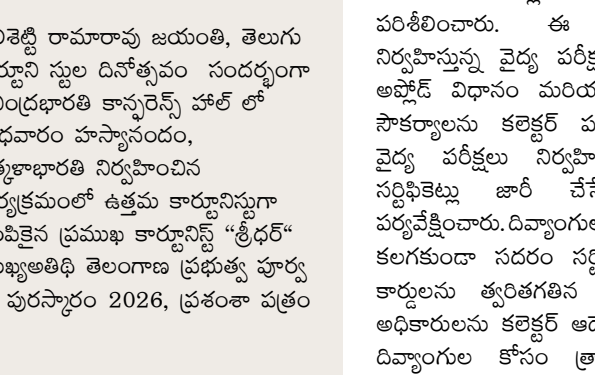 శెట్టి రామారావు జయంతి, తెలుగు
ర్టూని స్టుల దినోత్సవం సందర్భంగా
ంద్రభారతి కాన్ఫరెన్స్ హాల్ లో
ధవారం హాస్యానందం,
త్కళాభారతి నిర్వహించిన
ర్యక్రమంలో ఉత్తమ కార్టూనిస్టుగా
ంపికైన ప్రముఖ కార్టూనిస్ట్ "శ్రీధర్"
ఖ్యఅతిథి తెలంగాణ ప్రభుత్వ పూర్వ
పురస్కారం 2026, ప్రశంశా పత్రం
పరిశీలించారు. ఈ
నిర్వహిస్తున్న వైద్య పరీక్ష
అప్లోడ్ విధానం మరియ
సౌకర్యాలను కలెక్టర్ ప
వైద్య పరీక్షలు నిర్వహి
సర్టిఫికెట్లు జారీ చేసే
పర్యవేక్షించారు. దివ్యాంగుల
కలగకుండా సదరం సర్టి
కార్డులను త్వరితగతిన
అధికారులను కలెక్టర్ ఆదే
దివ్యాంగుల కోసం త్రా